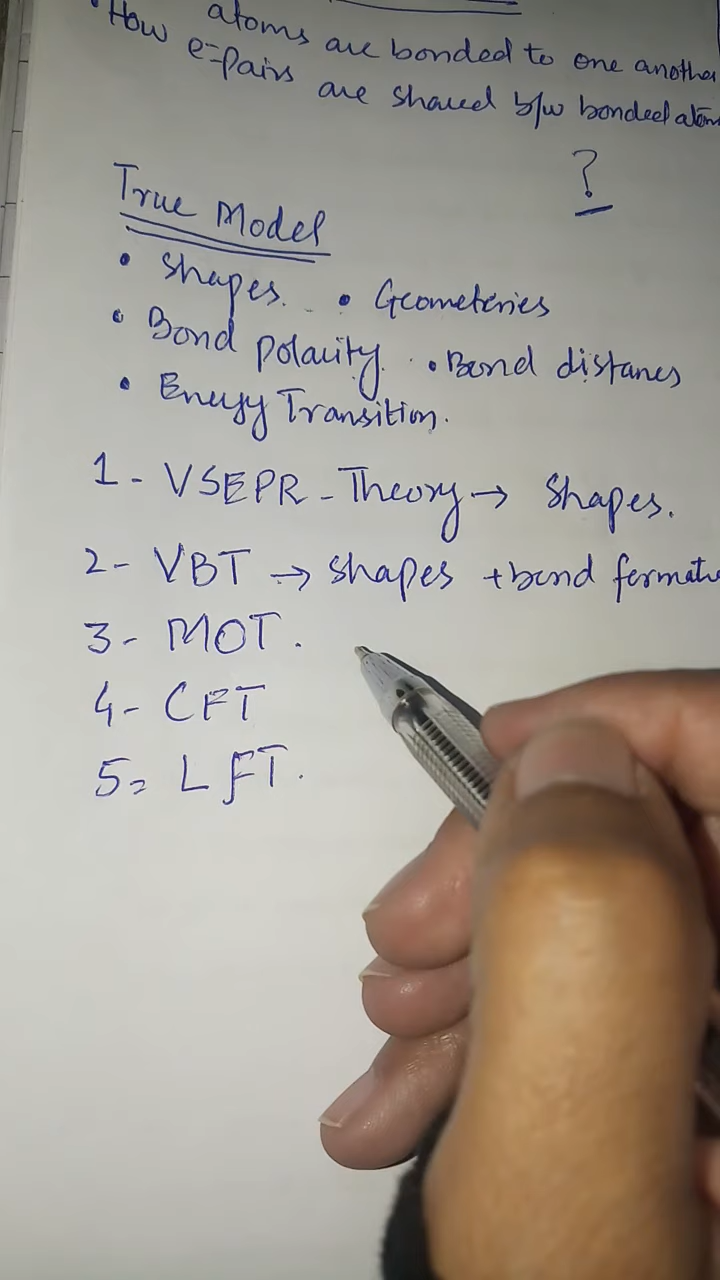 atoms are bonded to one another
• How e-pairs are shared b/w bonded atom
?
True Model
• Shapes. • Geometeries
• Bond polarity. • Bond distances
• Energy Transition.
1- VSEPR-Theory → Shapes.
2- VBT → shapes + bond formati
3- MOT.
4- CFT
5= LFT.